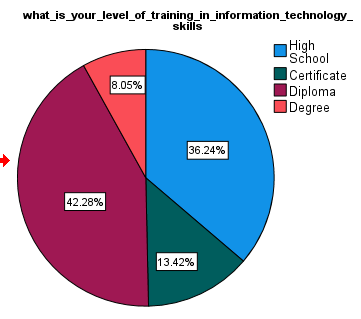 what_is_your_level_of_training_in_information_technology_
skills
High
School
Certificate
Diploma
Degree
8.05%
36.24%
42.28%
13.42%